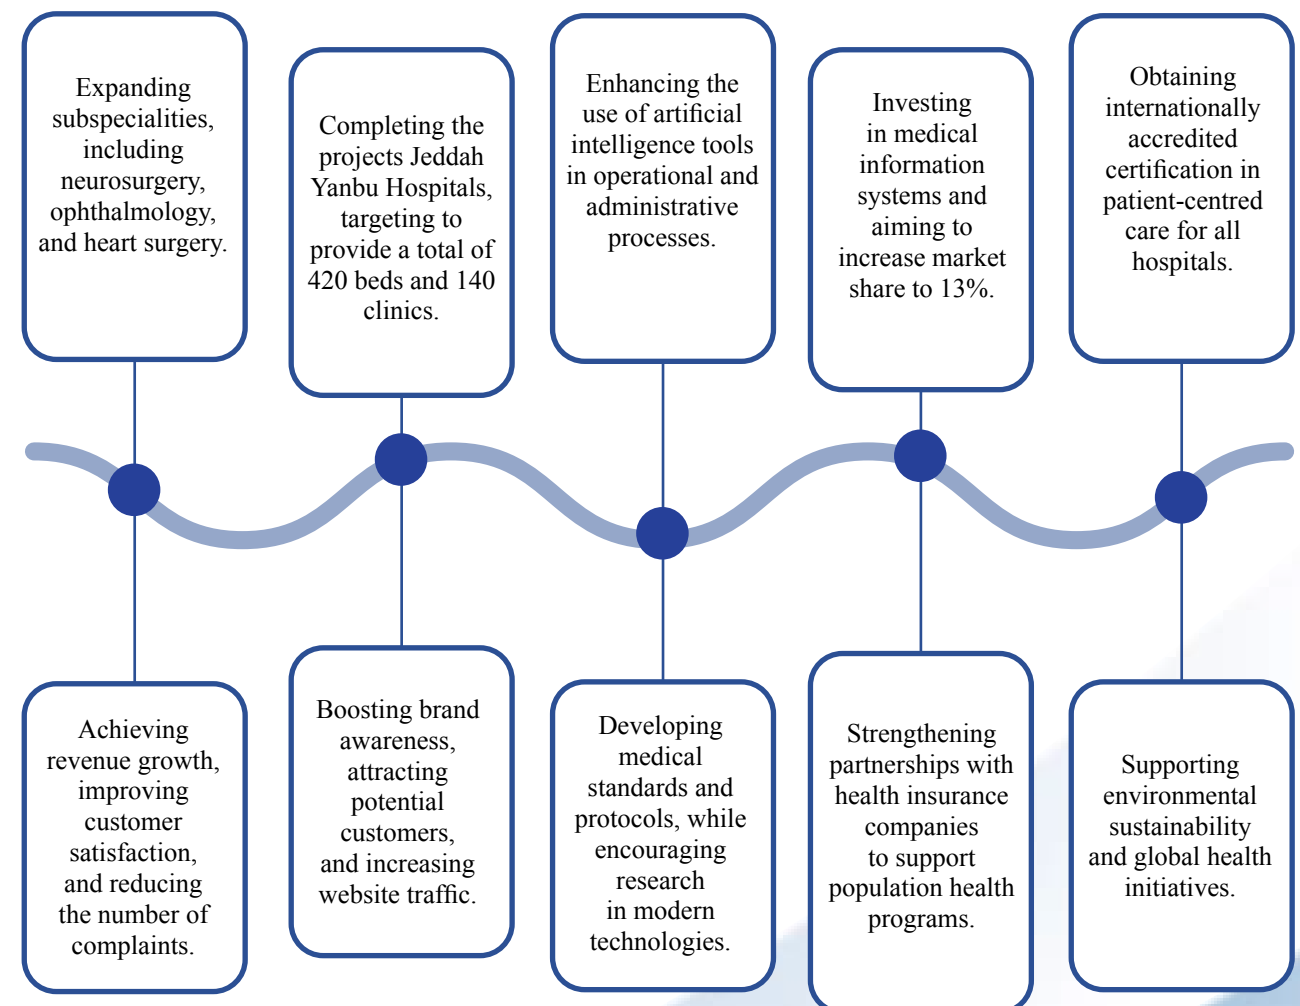 Expanding
subspecialities,
including
neurosurgery,
ophthalmology,
and heart surgery.
Completing the
projects Jeddah
Yanbu Hospitals,
targeting to
provide a total of
420 beds and 140
clinics.
Enhancing the
use of artificial
intelligence tools
in operational and
administrative
processes.
Investing
in medical
information
systems and
aiming to
increase market
share to 13%.
Obtaining
internationally
accredited
certification in
patient-centred
care for all
hospitals.
Achieving
revenue growth,
improving
customer
satisfaction,
and reducing
the number of
complaints.
Boosting brand
awareness,
attracting
potential
customers,
and increasing
website traffic.
Developing
medical
standards and
protocols, while
encouraging
research
in modern
technologies.
Strengthening
partnerships with
health insurance
companies
to support
population health
programs.
Supporting
environmental
sustainability
and global health
initiatives.